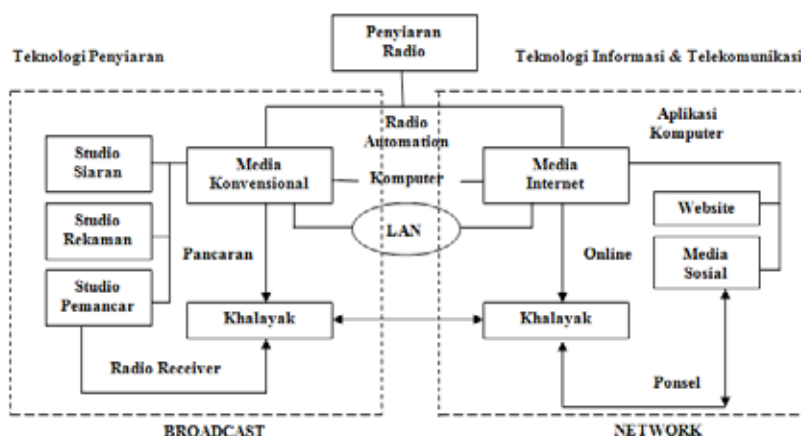 Penyiaran
Radio
Teknologi Penyiaran
Teknologi Informasi & Telekomunikasi
Radio
Automation
Aplikasi
Komputer
Studio
Siaran
Media
Konvensional
Komputer
Media
Internet
Studio
Rekaman
LAN
Website
Pancaran
Online
Media
Sosial
Studio
Pemancar
Khalayak
Khalayak
Radio Receiver
Ponsel
BROADCAST
NETWORK